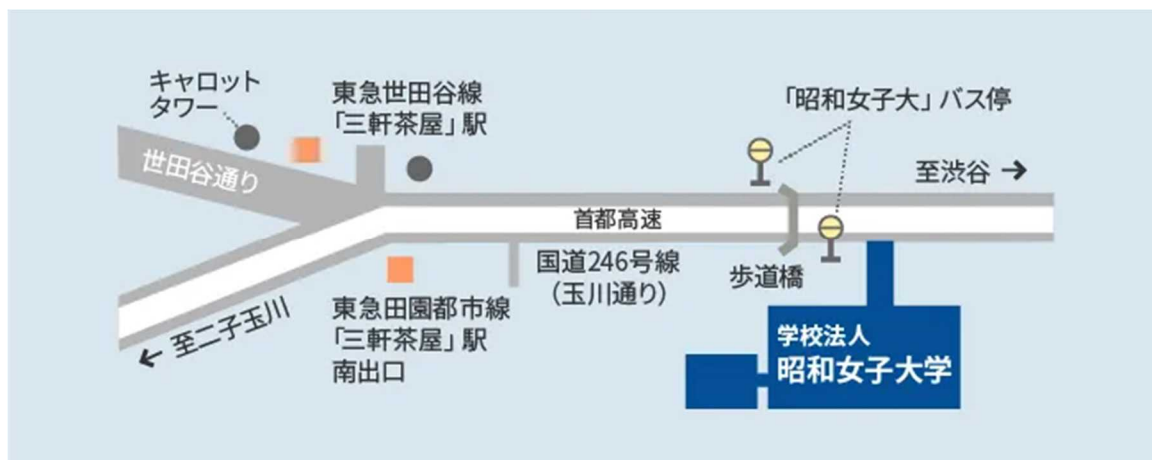 キャロット
タワー
東急世田谷線
「三軒茶屋」駅
「昭和女子大」バス停
世田谷通り
至渋谷 →
首都高速
国道246号線
（玉川通り）
歩道橋
← 至二子玉川
東急田園都市線
「三軒茶屋」駅
南出口
学校法人
昭和女子大学